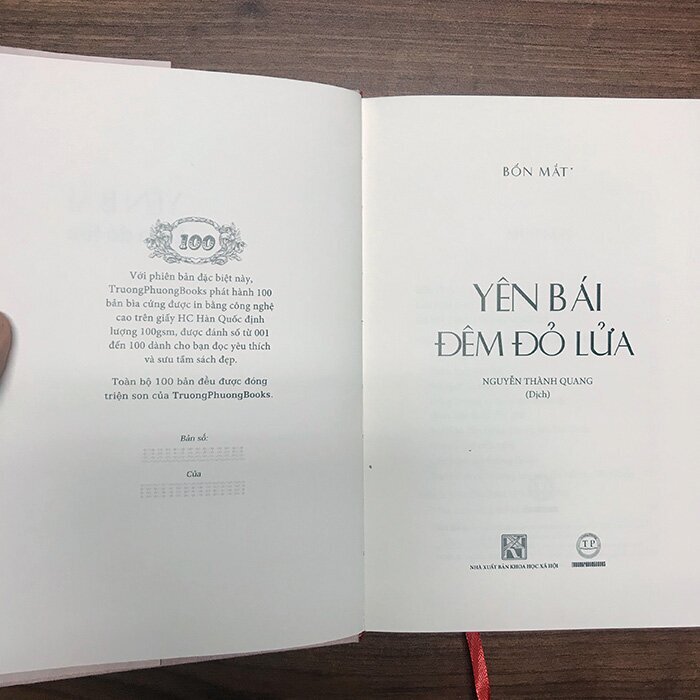 100
Với phiên bản đặc biệt này,
TruongPhuongBooks phát hành 100
bản bìa cứng được in bằng công nghệ
cao trên giấy HC Hàn Quốc định
lượng 100gsm, được đánh số từ 001
đến 100 dành cho bạn đọc yêu thích
và sưu tầm sách đẹp.
Toàn bộ 100 bản đều được đóng
triện son của TruongPhuongBooks.
Bản số:
Của
BỐN MẮT*
YÊN BÁI
ĐÊM ĐỎ LỬA
NGUYỄN THÀNH QUANG
(Dịch)
NHÀ XUẤT BẢN KHOA HỌC XÃ HỘI
TP
TRUONGPHUONGBOOKS